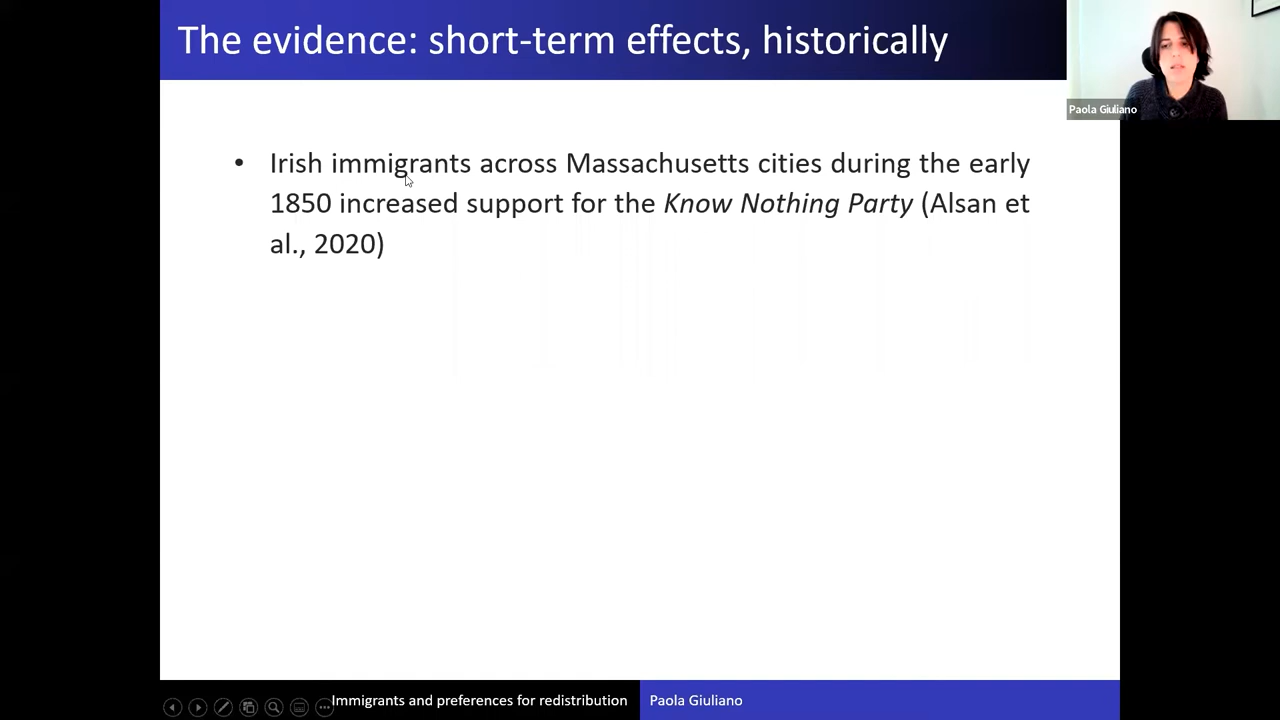 The evidence: short-term effects, historically
Paola Giuliano
• Irish immigrants across Massachusetts cities during the early
1850 increased support for the Know Nothing Party (Alsan et
al., 2020)
Immigrants and preferences for redistribution
Paola Giuliano